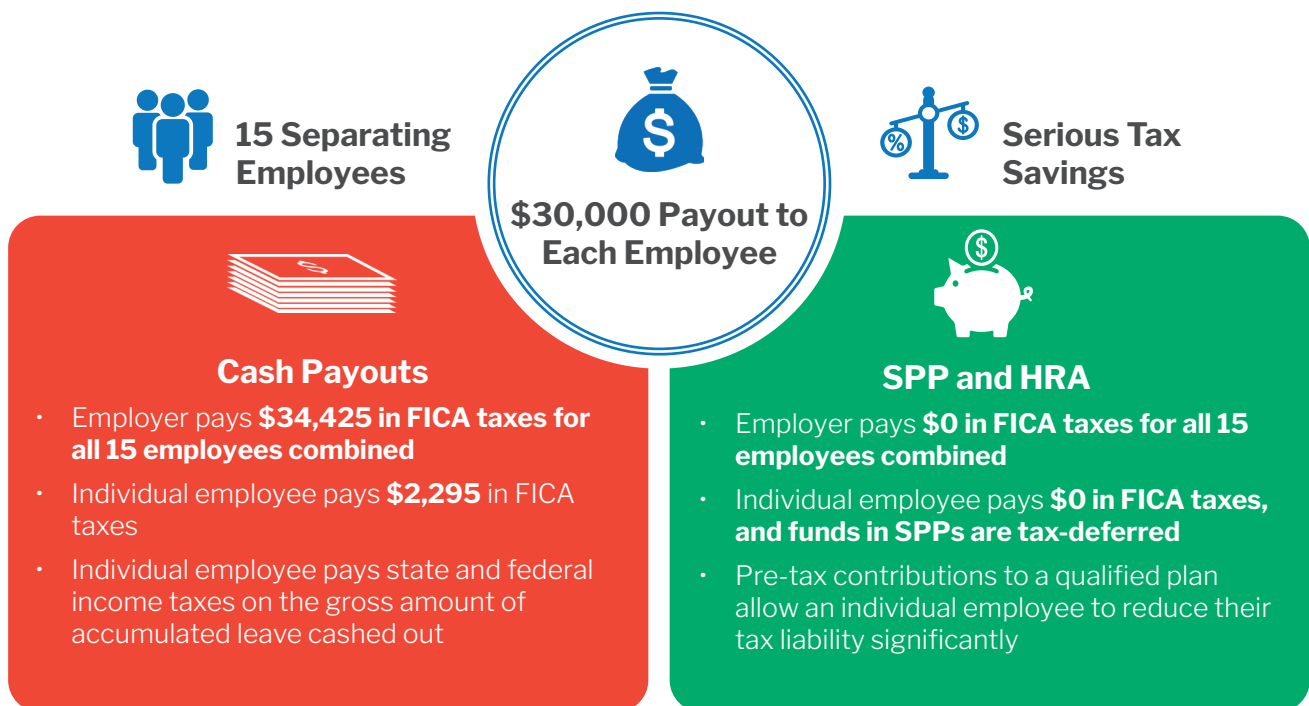 15 Separating
Employees
$
$30,000 Payout to
Each Employee
%
$
Serious Tax
Savings
$
Cash Payouts
• Employer pays $34,425 in FICA taxes for
all 15 employees combined
• Individual employee pays $2,295 in FICA
taxes
• Individual employee pays state and federal
income taxes on the gross amount of
accumulated leave cashed out
$
SPP and HRA
• Employer pays $0 in FICA taxes for all 15
employees combined
• Individual employee pays $0 in FICA taxes,
and funds in SPPs are tax-deferred
• Pre-tax contributions to a qualified plan
allow an individual employee to reduce their
tax liability significantly